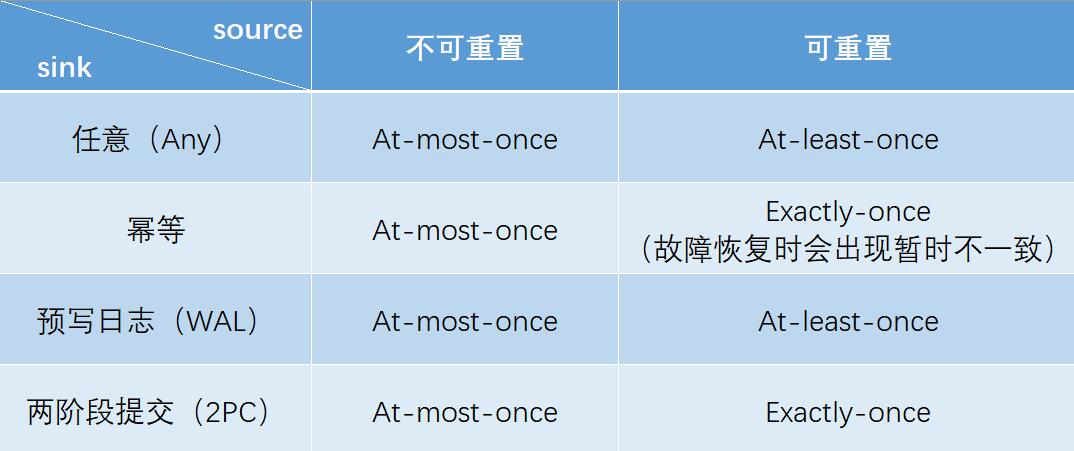 source
sink
不可重置
可重置
任意（Any）
At-most-once
At-least-once
幂等
At-most-once
Exactly-once
（故障恢复时会出现暂时不一致）
预写日志（WAL）
At-most-once
At-least-once
两阶段提交（2PC）
At-most-once
Exactly-once